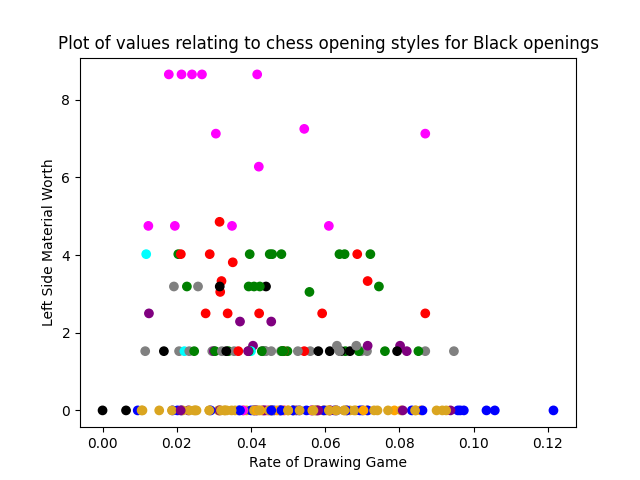 Plot of values relating to chess opening styles for Black openings
Left Side Material Worth
8
6
4
2
0
0.00 0.02 0.04 0.06 0.08 0.10 0.12
Rate of Drawing Game